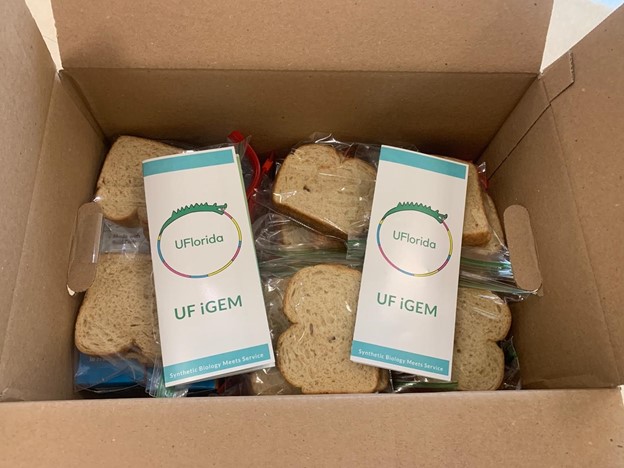 UFlorida
UF iGEM
Synthetic Biology Meets Service
UFlorida
UF iGEM
Synthetic Biology Meets Service